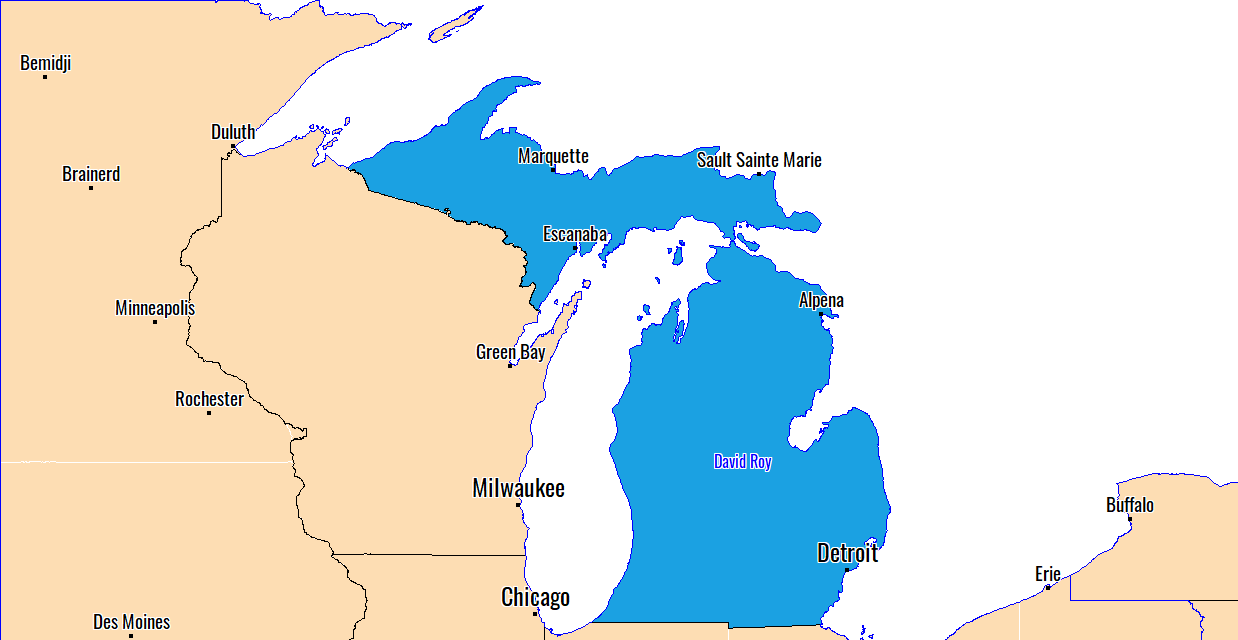 Bemidji
Duluth
Marquette
Sault Sainte Marie
Brainerd
Escanaba
Minneapolis
Alpena
Green Bay
Rochester
David Roy
Milwaukee
Buffalo
Detroit
Erie
Chicago
Des Moines